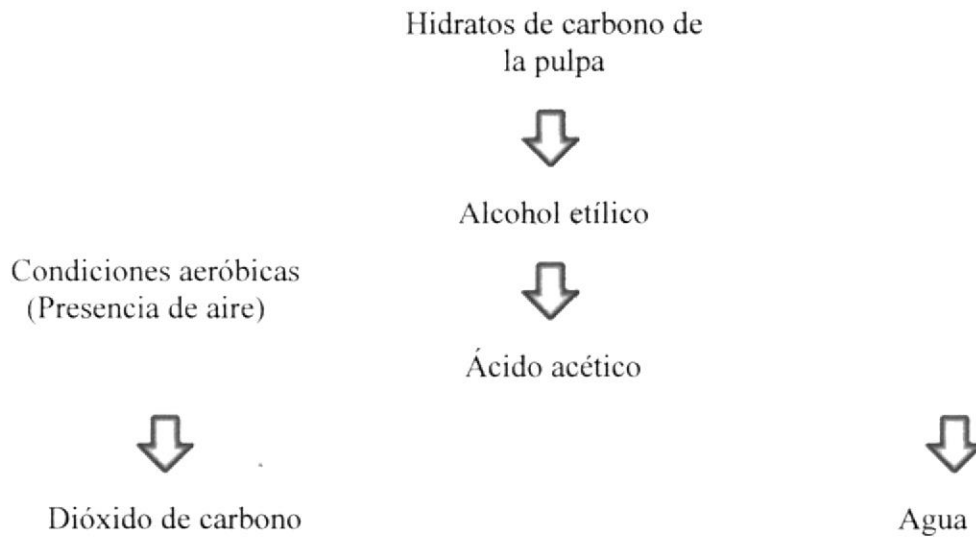 Hidratos de carbono de
la pulpa
Alcohol etílico
Condiciones aeróbicas
(Presencia de aire)
Ácido acético
Dióxido de carbono
Agua